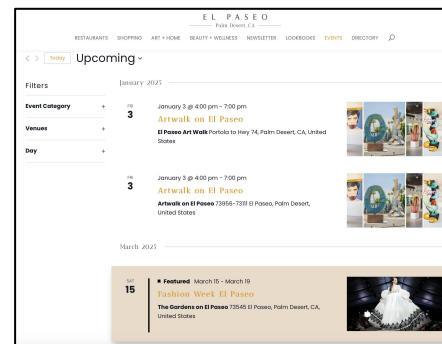 EL PASEO
Palm Desert, CA
RESTAURANTS SHOPPING ART + HOME BEAUTY + WELLNESS NEWSLETTER LOOKBOOKS EVENTS DIRECTORY
Today Upcoming
Filters
Event Category +
Venues +
Day +
January 2025
FRI
3
January 3 @ 4:00 pm - 7:00 pm
Artwalk on El Paseo
El Paseo Art Walk Portola to Hwy 74, Palm Desert, CA, United
States
FRI
3
January 3 @ 4:00 pm - 7:00 pm
Artwalk on El Paseo
Artwalk on El Paseo 73956-73111 El Paseo, Palm Desert,
United States
March 2025
SAT
15
Featured March 15 - March 19
Fashion Week El Paseo
The Gardens on El Paseo 73545 El Paseo, Palm Desert, CA,
United States